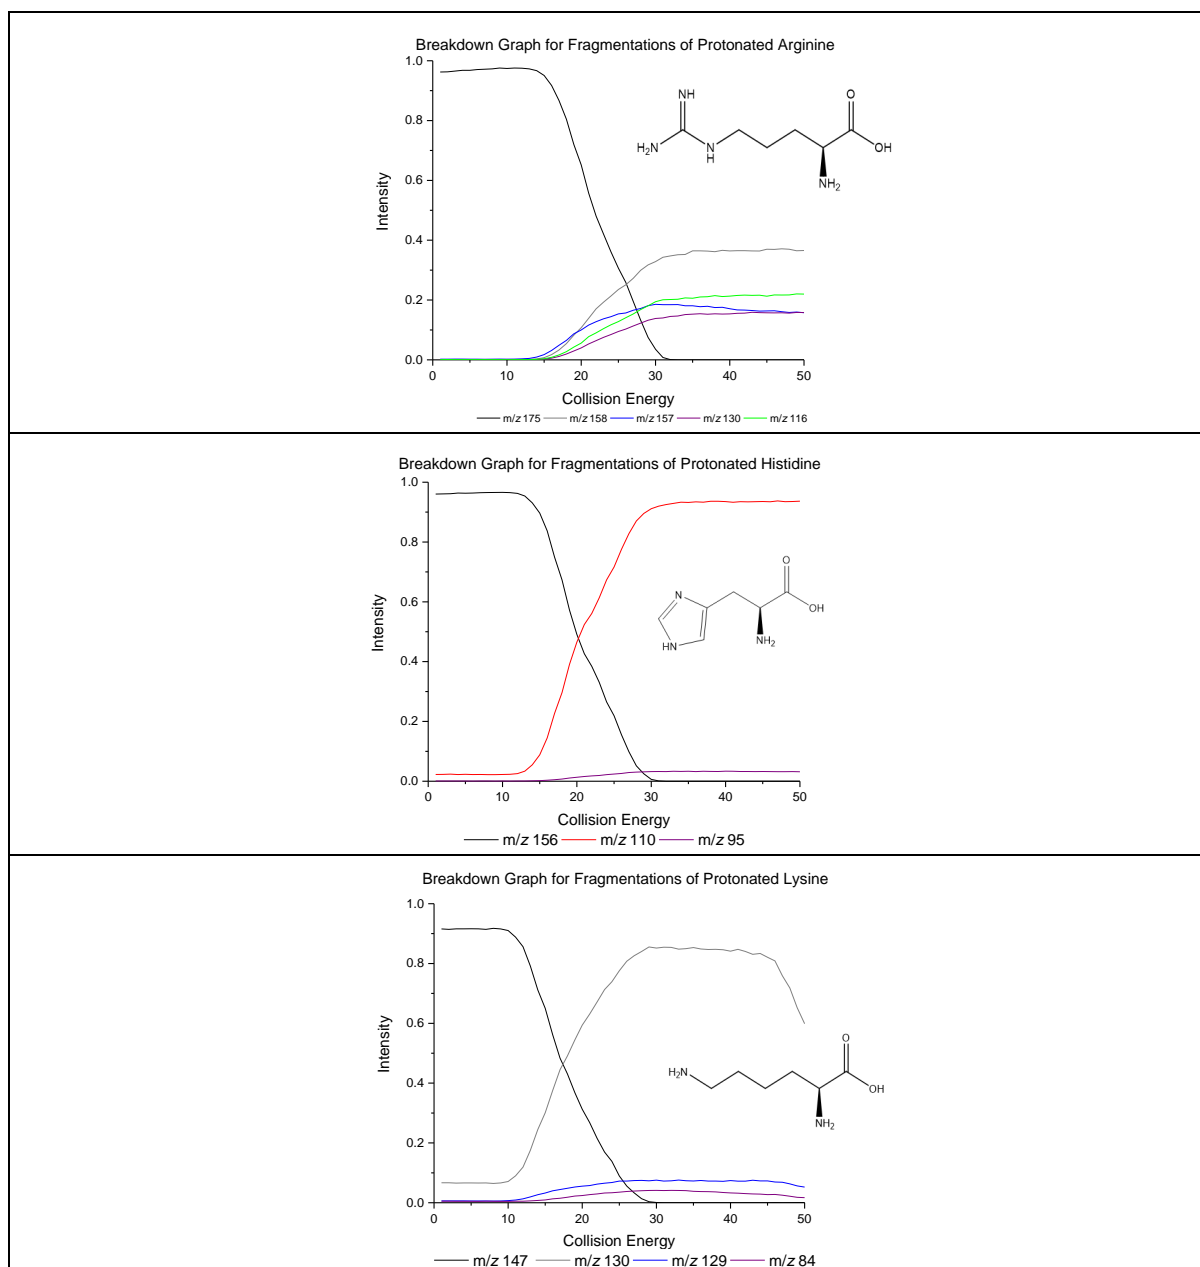 Breakdown Graph for Fragmentations of Protonated Arginine
1.0
0.8
0.6
0.4
0.2
0.0
Intensity
0 10 20 30 40 50
Collision Energy
NH
H2N
N
H
O
OH
NH2
m/z 175 m/z 158 m/z 157 m/z 130 m/z 116
Breakdown Graph for Fragmentations of Protonated Histidine
1.0
0.8
0.6
0.4
0.2
0.0
Intensity
0 10 20 30 40 50
Collision Energy
N
HN
O
OH
NH2
m/z 156 m/z 110 m/z 95
Breakdown Graph for Fragmentations of Protonated Lysine
1.0
0.8
0.6
0.4
0.2
0.0
Intensity
0 10 20 30 40 50
Collision Energy
H2N
O
OH
NH2
m/z 147 m/z 130 m/z 129 m/z 84